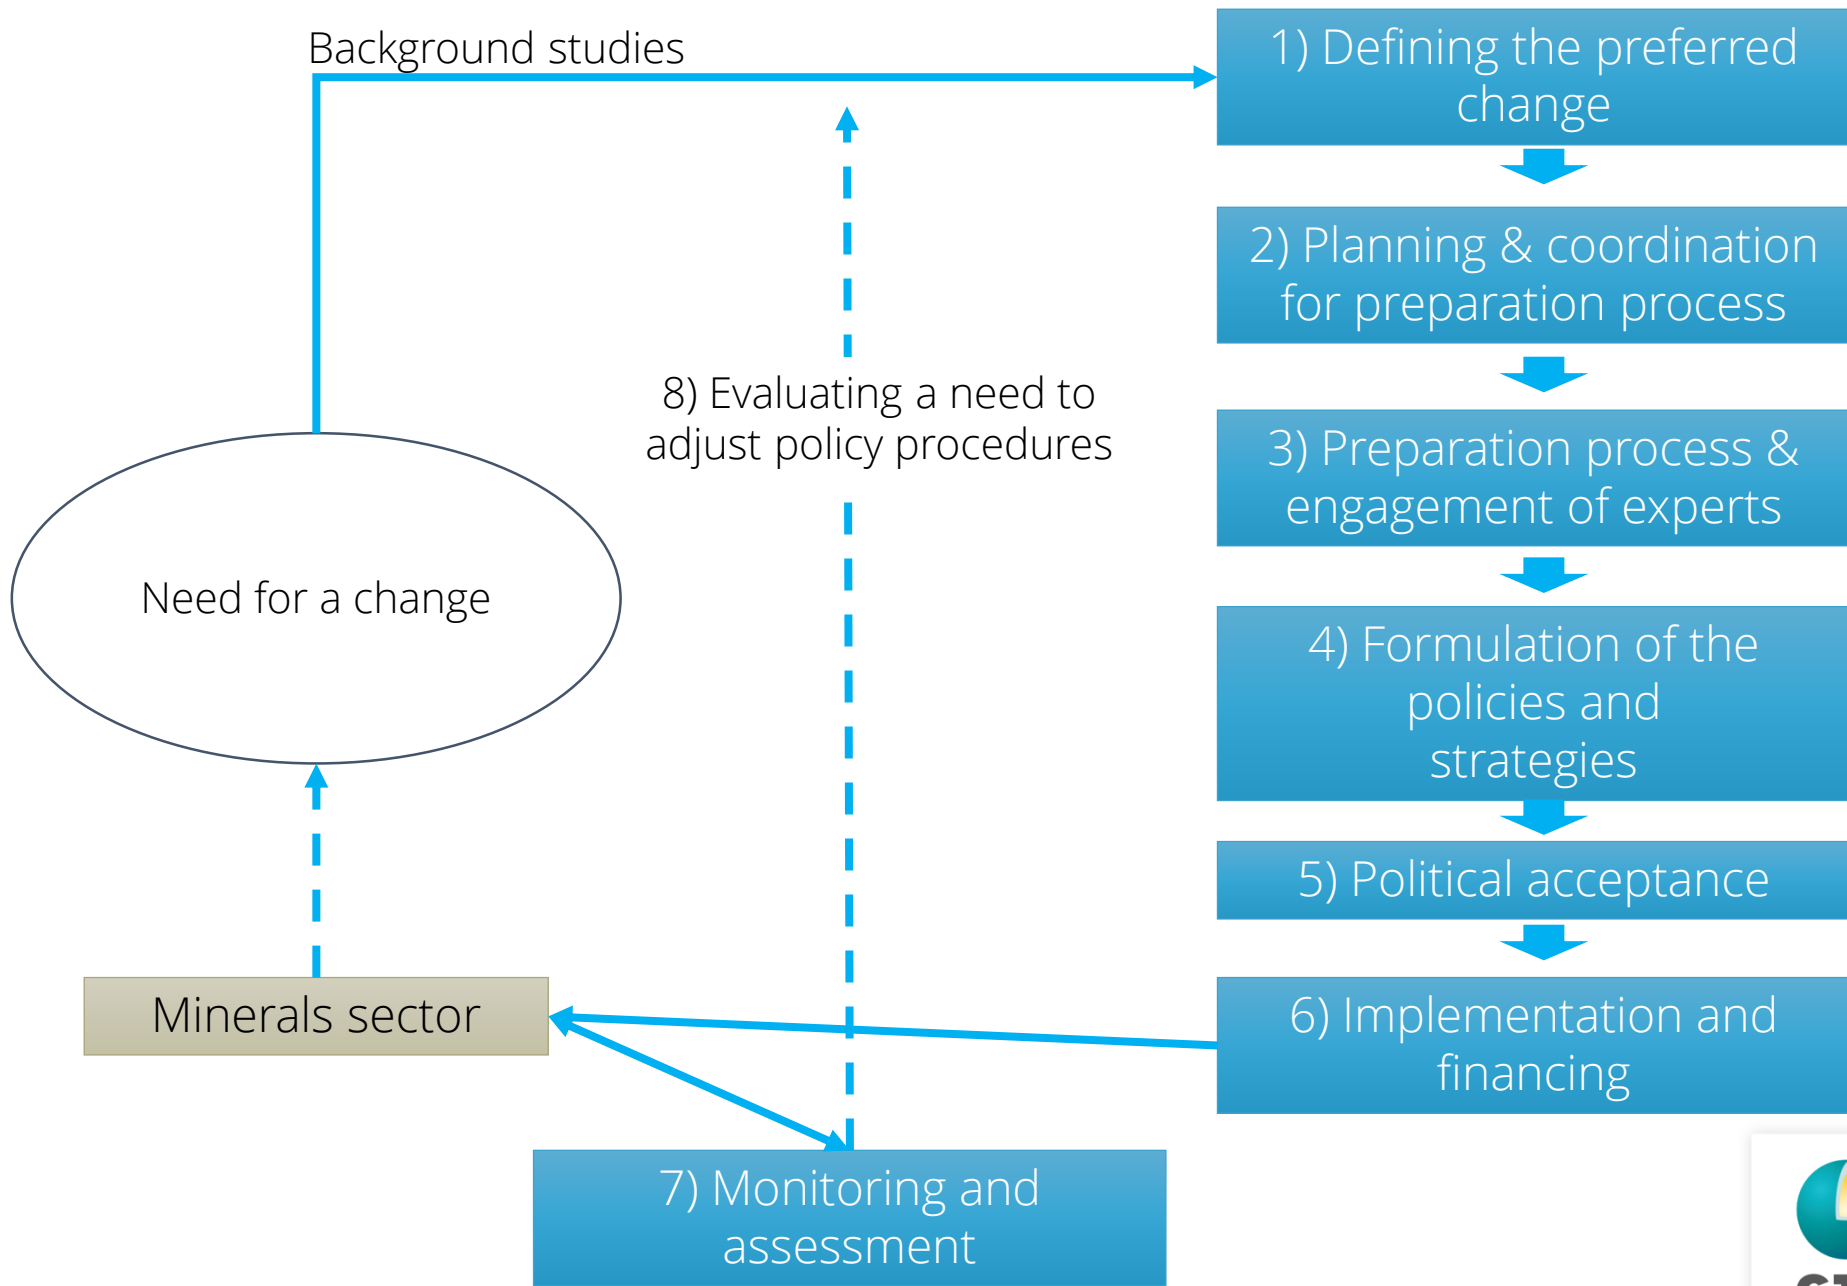 Background studies
1) Defining the preferred
change
2) Planning & coordination
for preparation process
8) Evaluating a need to
adjust policy procedures
3) Preparation process &
engagement of experts
Need for a change
4) Formulation of the
policies and
strategies
5) Political acceptance
Minerals sector
6) Implementation and
financing
7) Monitoring and
assessment